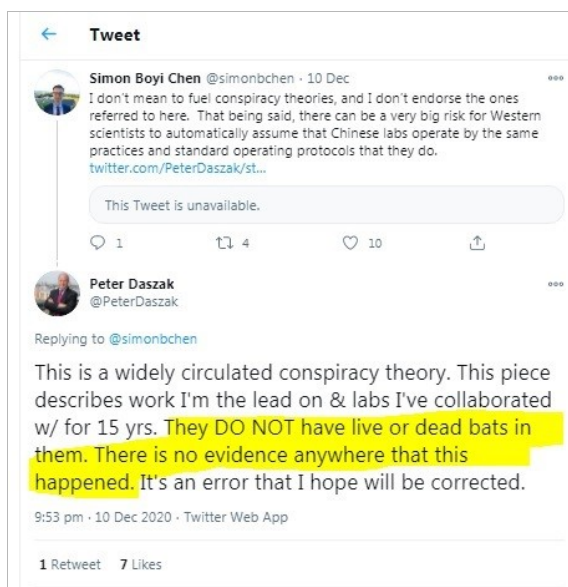 Tweet
Simon Boyi Chen @simonbchen · 10 Dec
I don't mean to fuel conspiracy theories, and I don't endorse the ones
referred to here. That being said, there can be a very big risk for Western
scientists to automatically assume that Chinese labs operate by the same
practices and standard operating protocols that they do.
twitter.com/PeterDaszak/st...
This Tweet is unavailable.
1 4 10
Peter Daszak
@PeterDaszak
Replying to @simonbchen
This is a widely circulated conspiracy theory. This piece
describes work I'm the lead on & labs I've collaborated
w/ for 15 yrs. They DO NOT have live or dead bats in
them. There is no evidence anywhere that this
happened. It's an error that I hope will be corrected.
9:53 pm · 10 Dec 2020 · Twitter Web App
1 Retweet 7 Likes